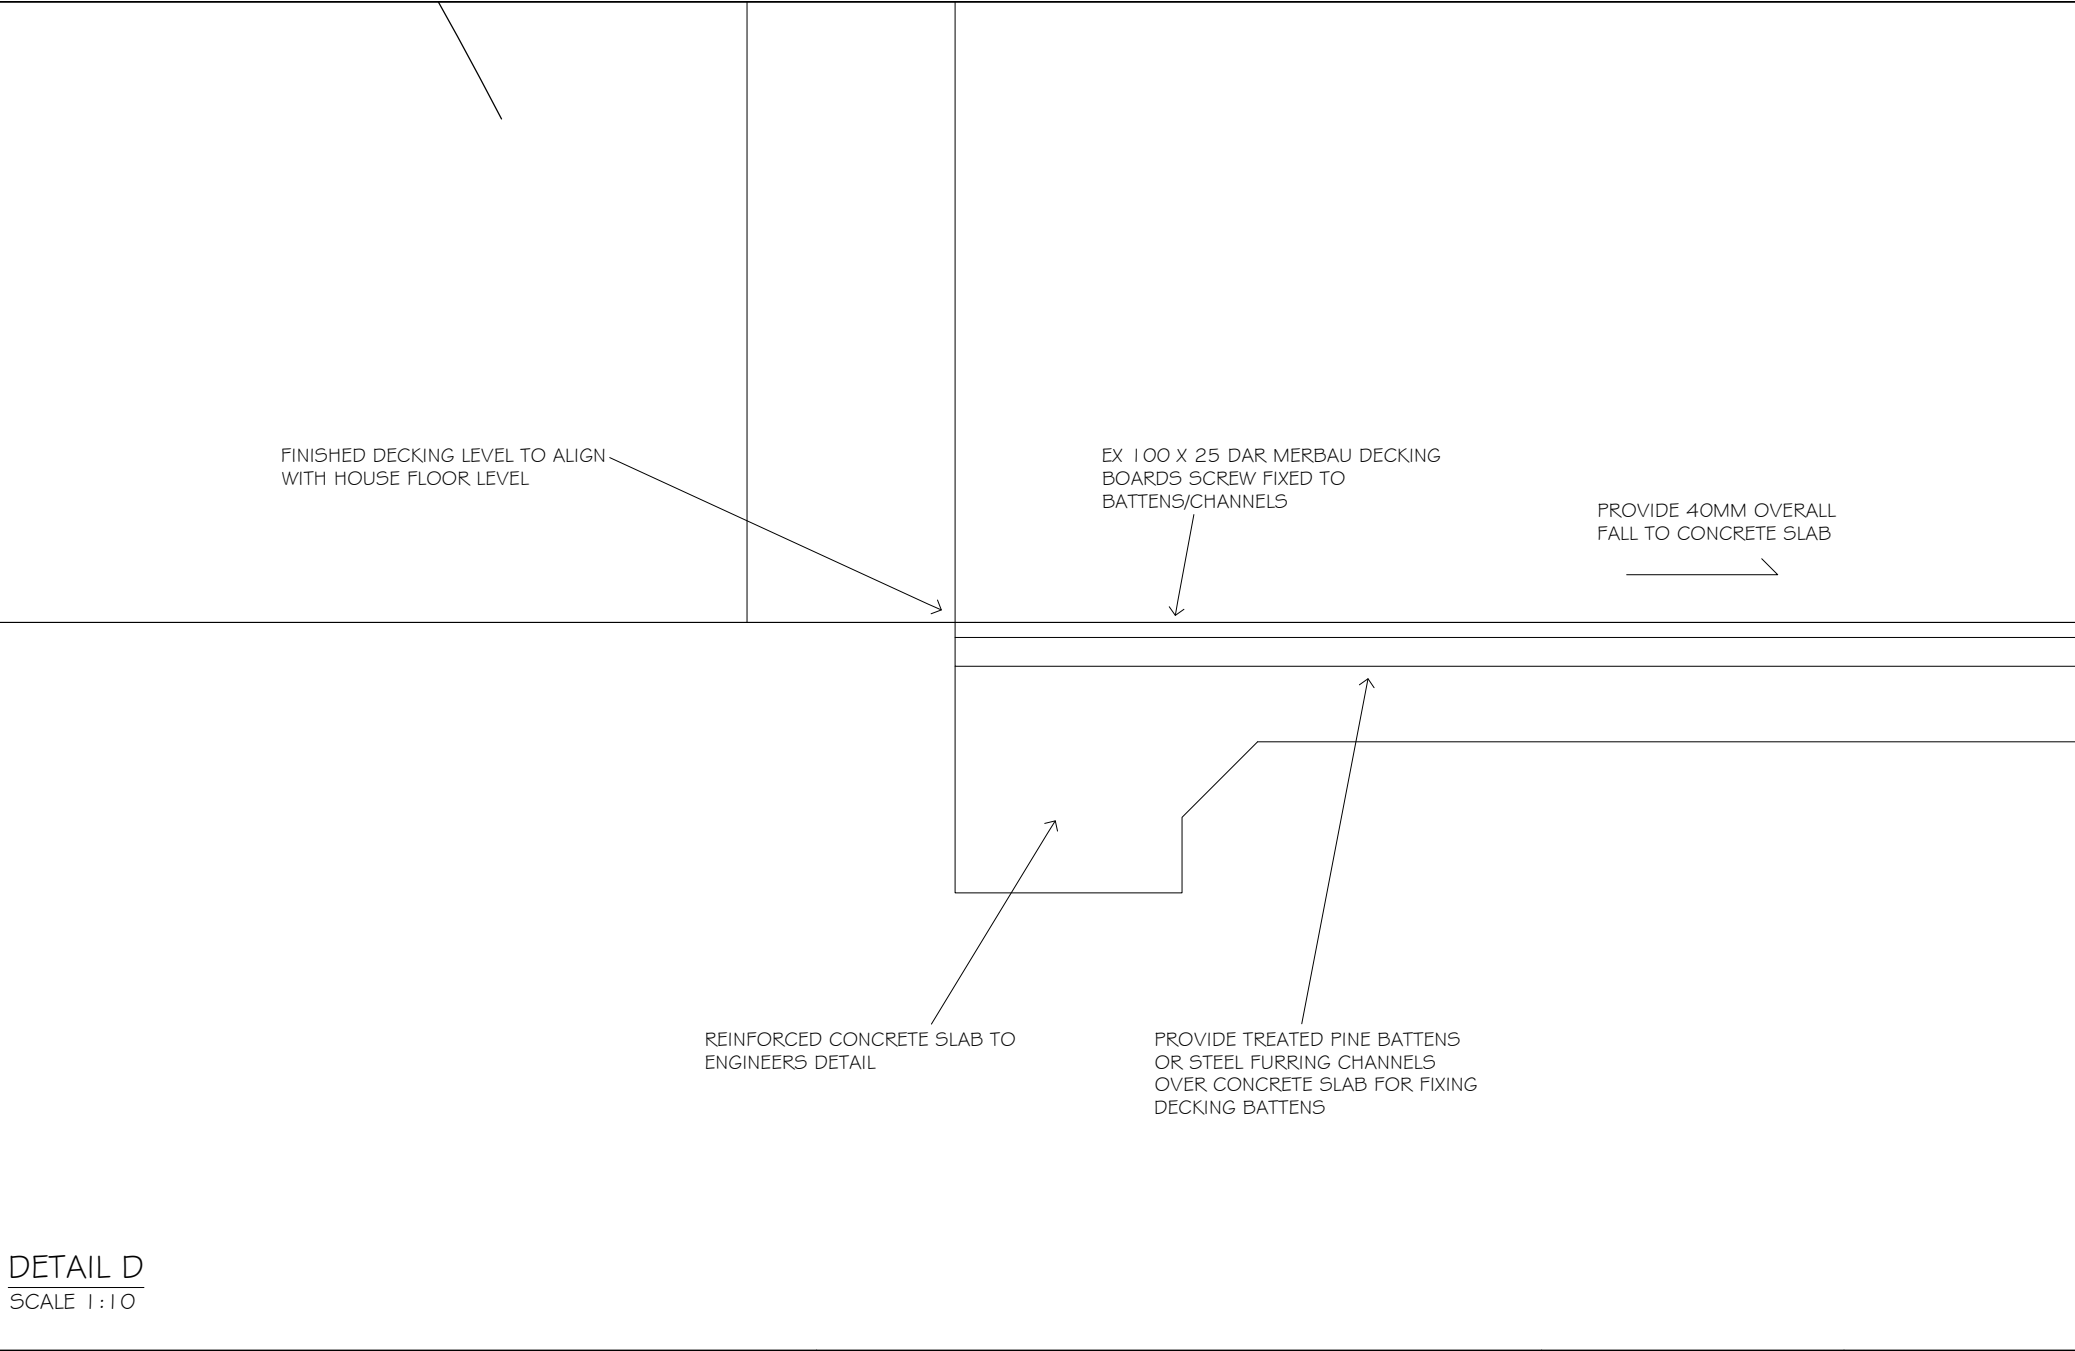 FINISHED DECKING LEVEL TO ALIGN
WITH HOUSE FLOOR LEVEL
EX 100 X 25 DAR MERBAU DECKING
BOARDS SCREW FIXED TO
BATTENS/CHANNELS
PROVIDE 40MM OVERALL
FALL TO CONCRETE SLAB
REINFORCED CONCRETE SLAB TO
ENGINEERS DETAIL
PROVIDE TREATED PINE BATTENS
OR STEEL FURRING CHANNELS
OVER CONCRETE SLAB FOR FIXING
DECKING BATTENS
DETAIL D
SCALE 1:10